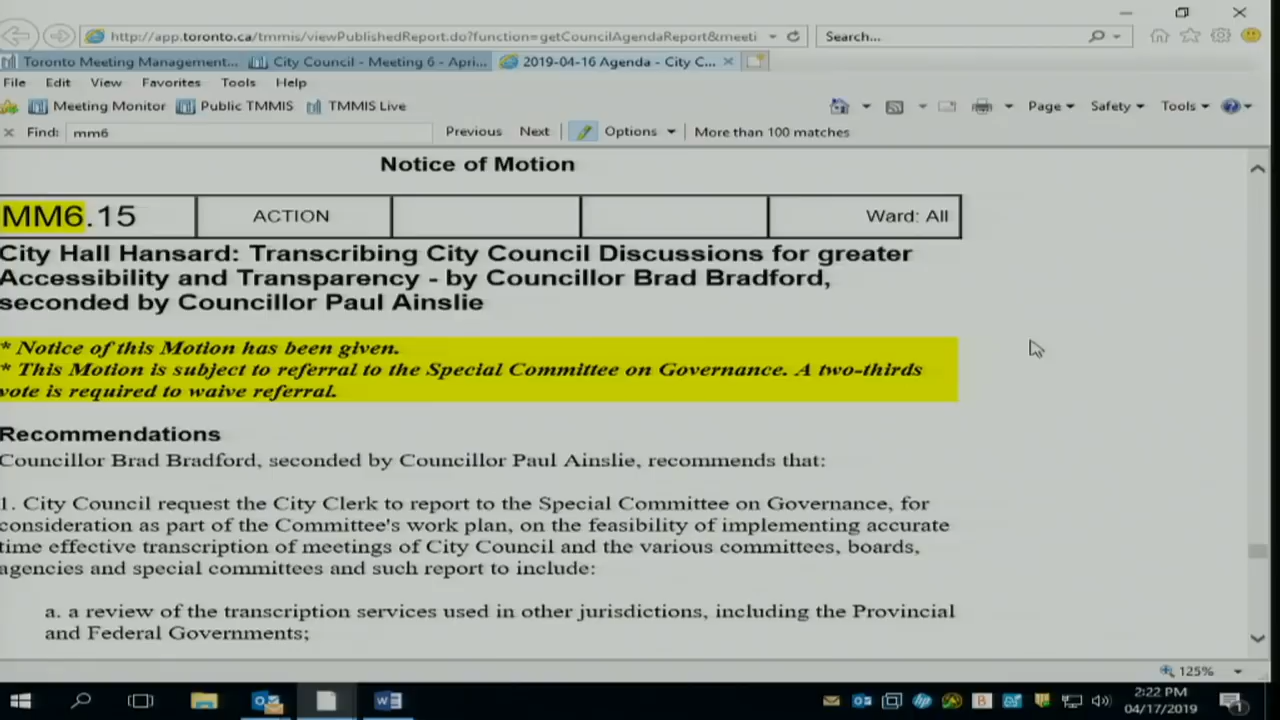 http://app.toronto.ca/tmmis/viewPublishedReport.do?function=getCouncilAgendaReport&meeti
Search...
Toronto Meeting Management...
City Council - Meeting 6 - Apri...
2019-04-16 Agenda - City C...
File Edit View Favorites Tools Help
Meeting Monitor Public TMMIS TMMIS Live
Page Safety Tools
Find: mm6 Previous Next Options More than 100 matches
Notice of Motion
MM6.15 ACTION Ward: All
City Hall Hansard: Transcribing City Council Discussions for greater
Accessibility and Transparency - by Councillor Brad Bradford,
seconded by Councillor Paul Ainslie
* Notice of this Motion has been given.
* This Motion is subject to referral to the Special Committee on Governance. A two-thirds
vote is required to waive referral.
Recommendations
Councillor Brad Bradford, seconded by Councillor Paul Ainslie, recommends that:
1. City Council request the City Clerk to report to the Special Committee on Governance, for
consideration as part of the Committee's work plan, on the feasibility of implementing accurate
time effective transcription of meetings of City Council and the various committees, boards,
agencies and special committees and such report to include:
a. a review of the transcription services used in other jurisdictions, including the Provincial
and Federal Governments;
125%
2:22 PM
04/17/2019